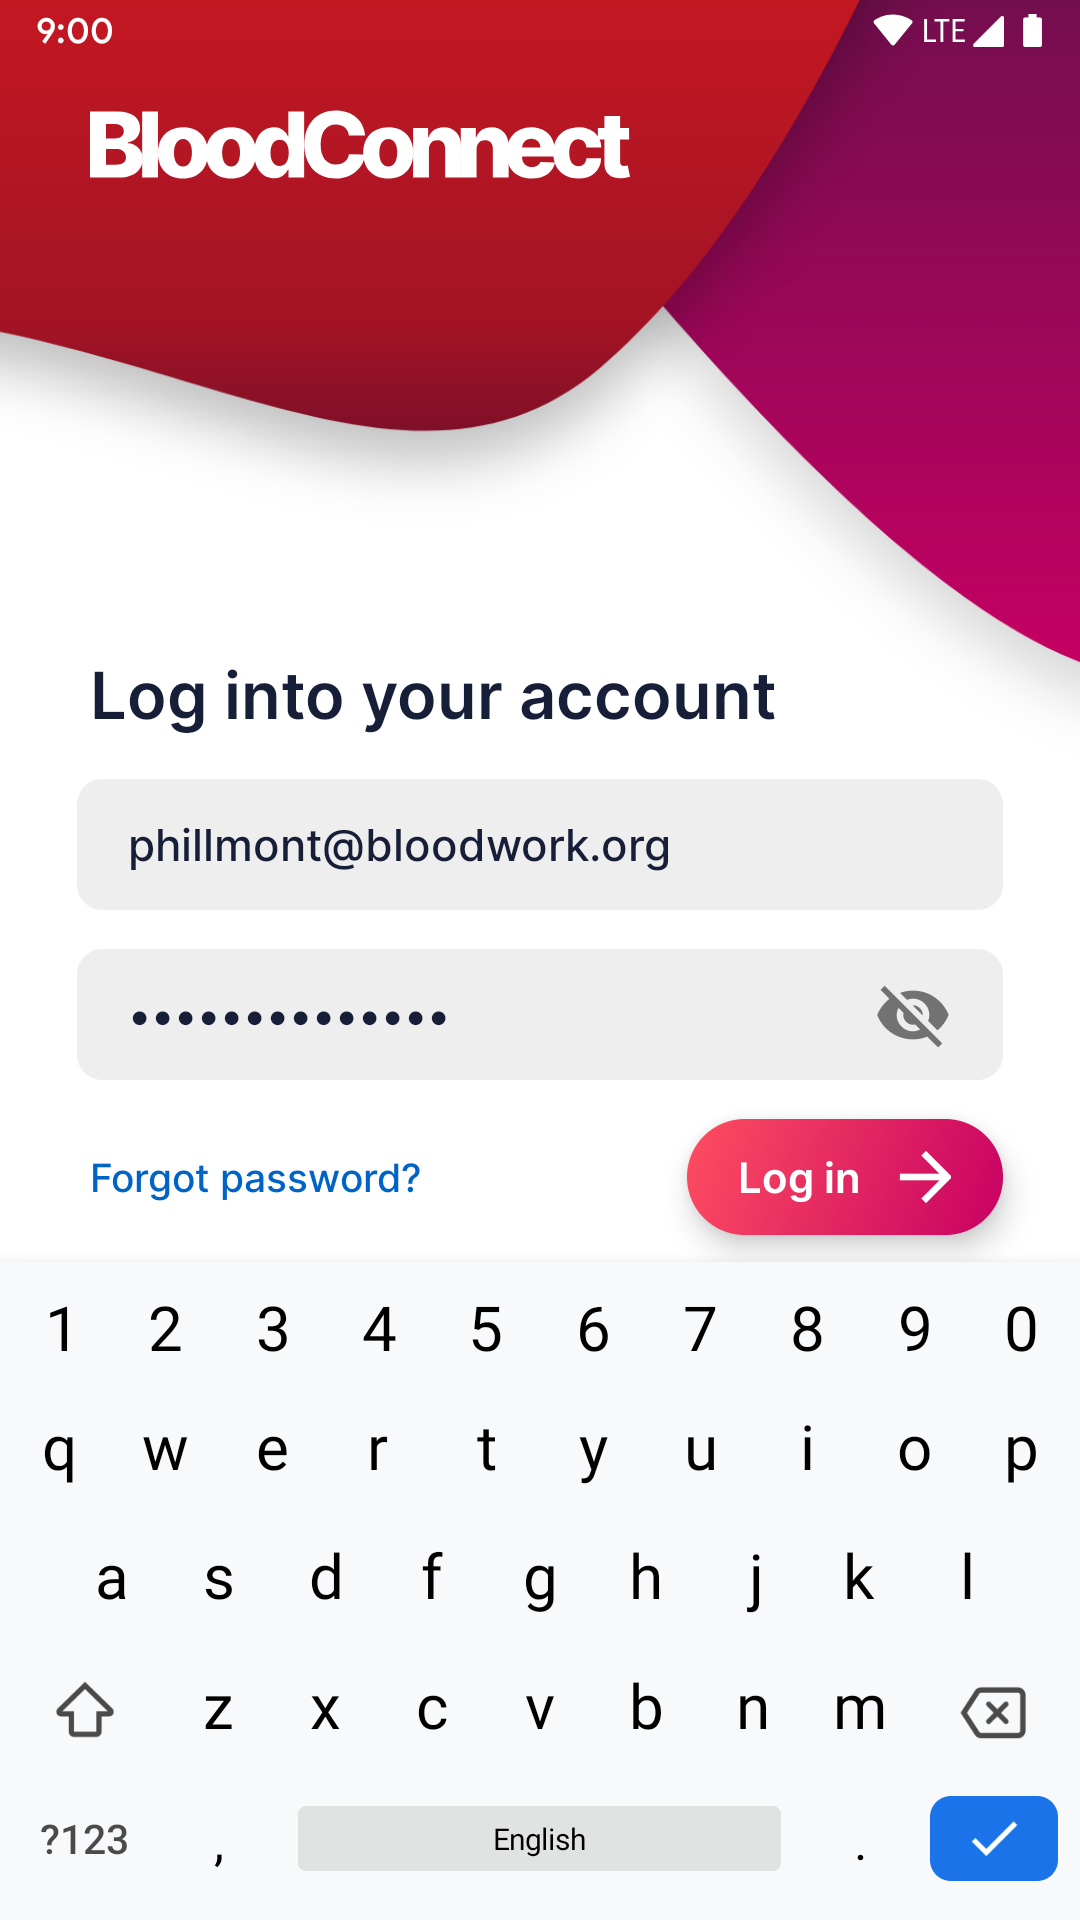 9:00 LTE
BloodConnect
Log into your account
phillmont@bloodwork.org
••••••••••••••
Forgot password? Log in
1 2 3 4 5 6 7 8 9 0
q w e r t y u i o p
a s d f g h j k l
z x c v b n m
?123 , English .